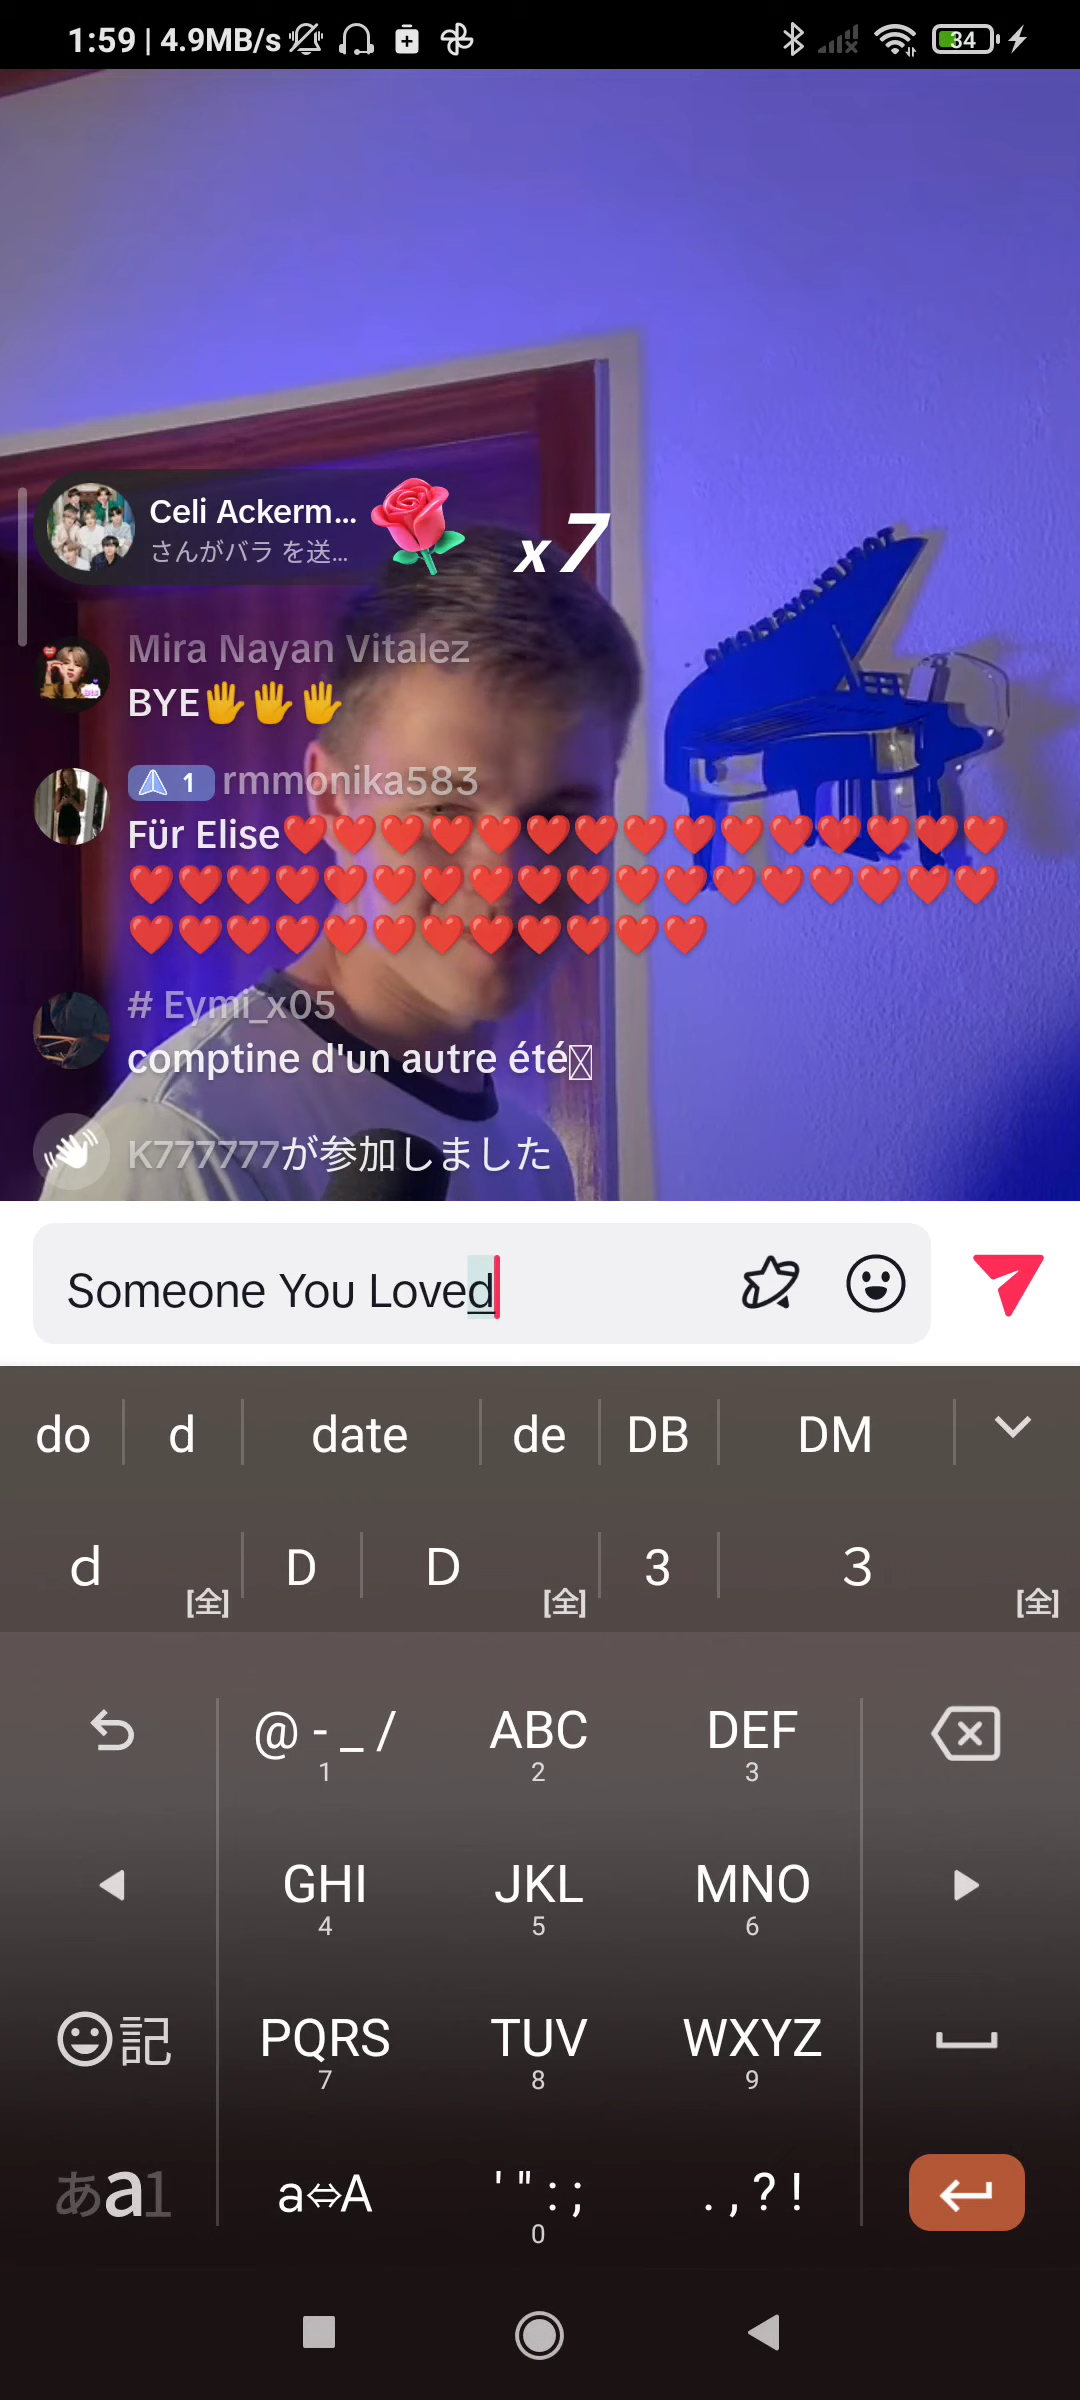 1:59 | 4.9MB/s
34
Celi Ackerm...
さんがバラ を送...
x7
Mira Nayan Vitalez
BYE🖐🖐🖐
1 rmmonika583
Für Elise❤️❤️❤️❤️❤️❤️❤️❤️❤️❤️❤️❤️❤️❤️❤️
❤️❤️❤️❤️❤️❤️❤️❤️❤️❤️❤️❤️❤️❤️❤️❤️❤️❤️
❤️❤️❤️❤️❤️❤️❤️❤️❤️❤️❤️❤️
# Eymi_x05
comptine d'un autre été
K777777が参加しました
Someone You Loved
do d date de DB DM
ｄ [全] D Ｄ [全] 3 ３ [全]
@ - _ / ABC DEF
1 2 3
GHI JKL MNO
4 5 6
記 PQRS TUV WXYZ
7 8 9
あa1 a⇔A ' " : ; . , ? !
0